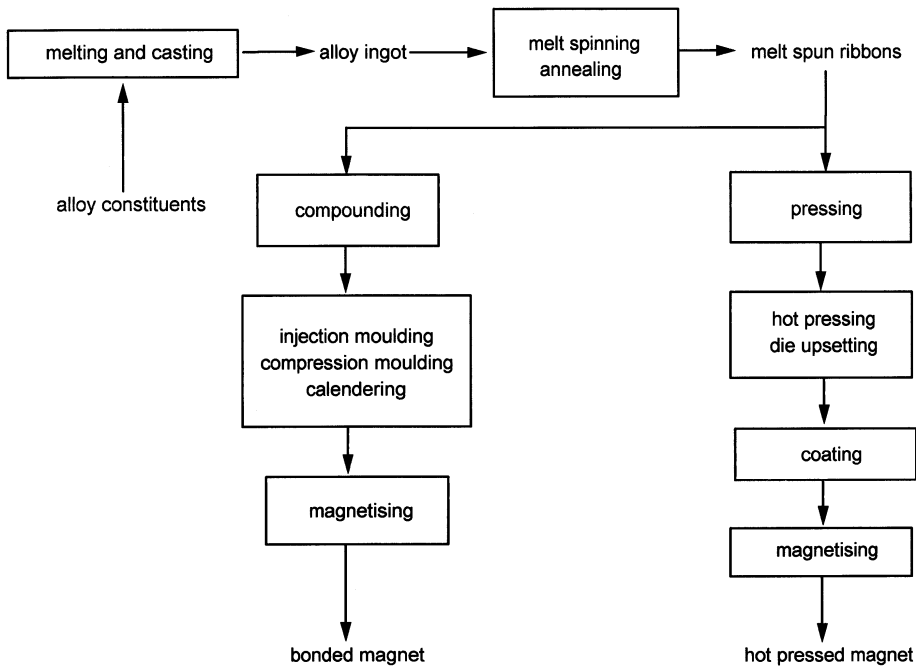 melting and casting
alloy ingot
melt spinning
annealing
melt spun ribbons
alloy constituents
compounding
pressing
injection moulding
compression moulding
calendering
hot pressing
die upsetting
coating
magnetising
magnetising
bonded magnet
hot pressed magnet